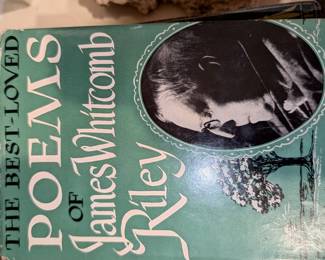 THE BEST-LOVED
POEMS
OF
James Whitcomb
Riley